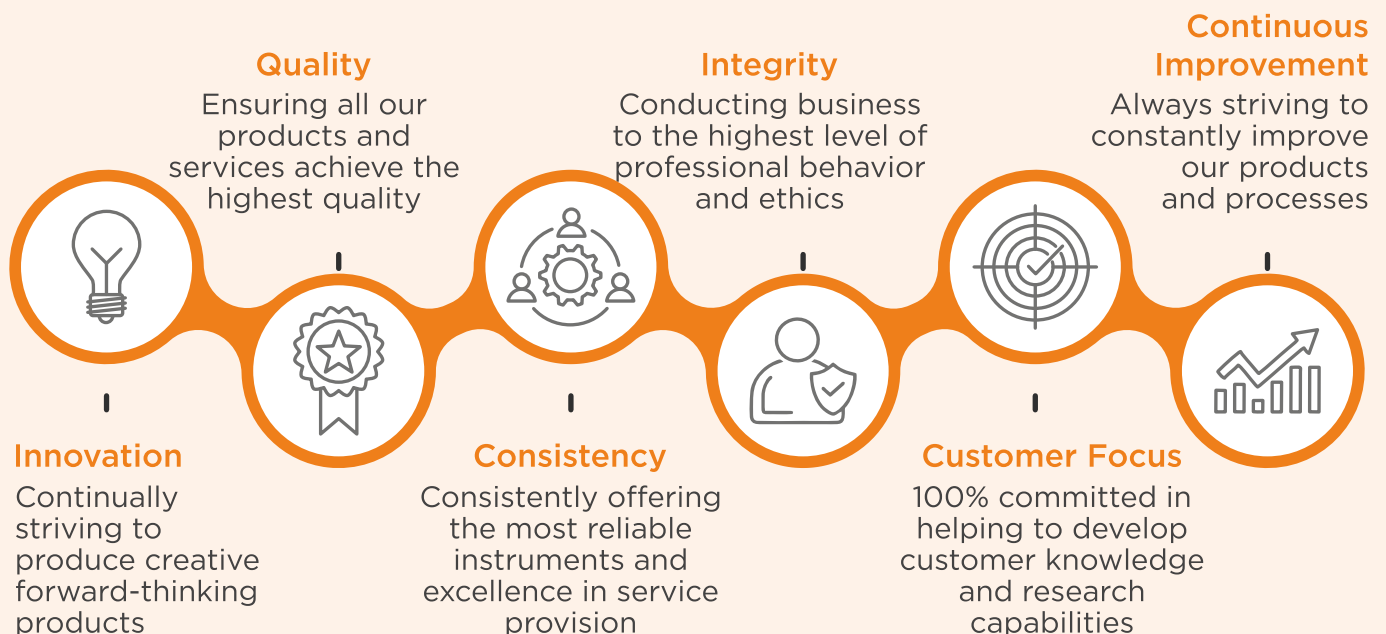 Innovation
Continually
striving to
produce creative
forward-thinking
products
Quality
Ensuring all our
products and
services achieve the
highest quality
Consistency
Consistently offering
the most reliable
instruments and
excellence in service
provision
Integrity
Conducting business
to the highest level of
professional behavior
and ethics
Customer Focus
100% committed in
helping to develop
customer knowledge
and research
capabilities
Continuous
Improvement
Always striving to
constantly improve
our products
and processes